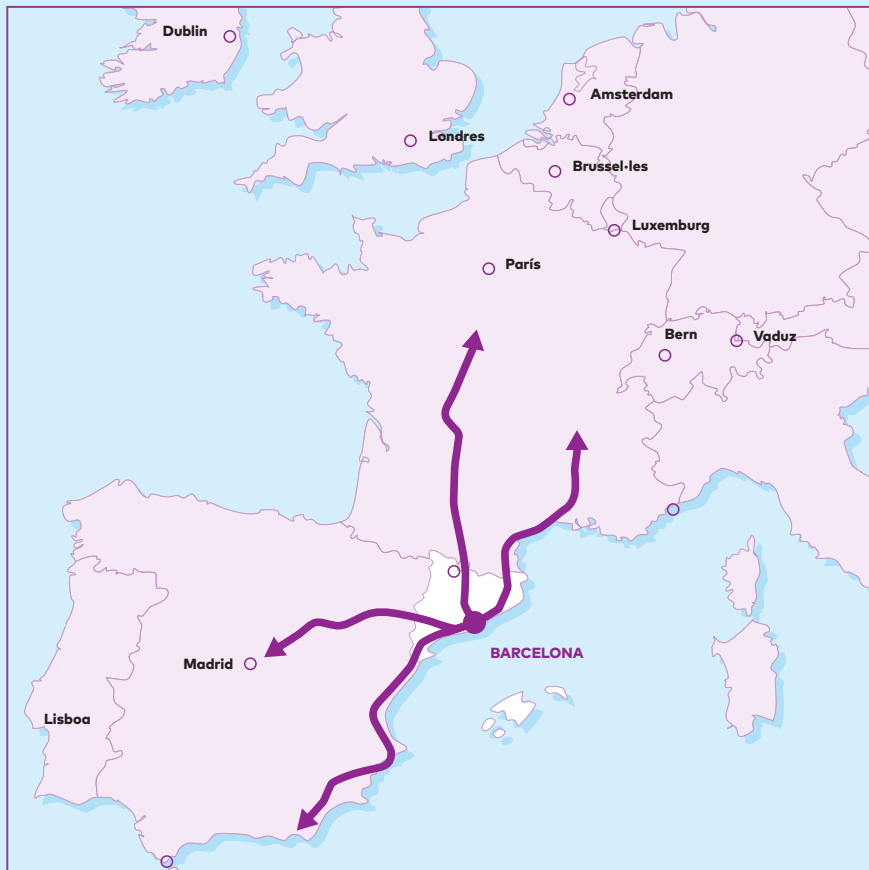 Dublin
Amsterdam
Londres
Brussel·les
Luxemburg
París
Bern
Vaduz
BARCELONA
Madrid
Lisboa